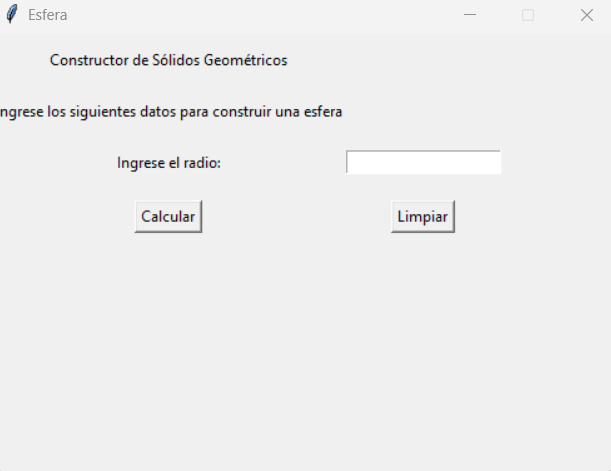 Esfera
Constructor de Sólidos Geométricos
ngrese los siguientes datos para construir una esfera
Ingrese el radio:
Calcular Limpiar